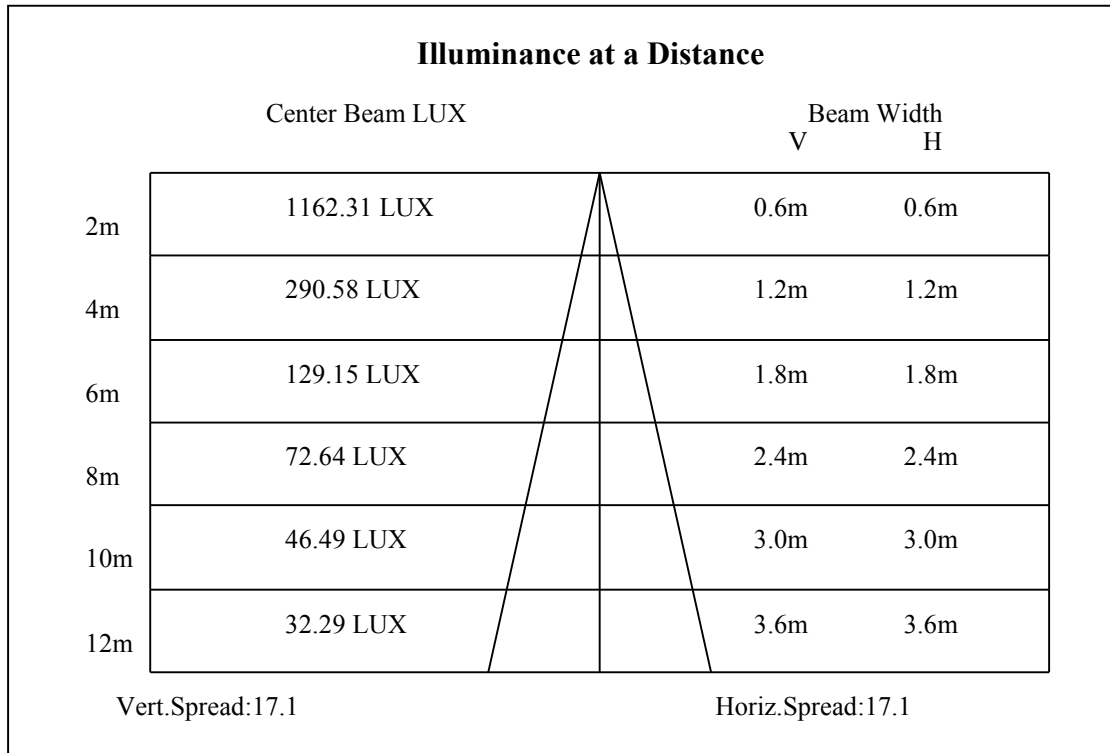 Illuminance at a Distance
Center Beam LUX Beam Width
V H
2m 1162.31 LUX 0.6m 0.6m
4m 290.58 LUX 1.2m 1.2m
6m 129.15 LUX 1.8m 1.8m
8m 72.64 LUX 2.4m 2.4m
10m 46.49 LUX 3.0m 3.0m
12m 32.29 LUX 3.6m 3.6m
Vert.Spread:17.1 Horiz.Spread:17.1